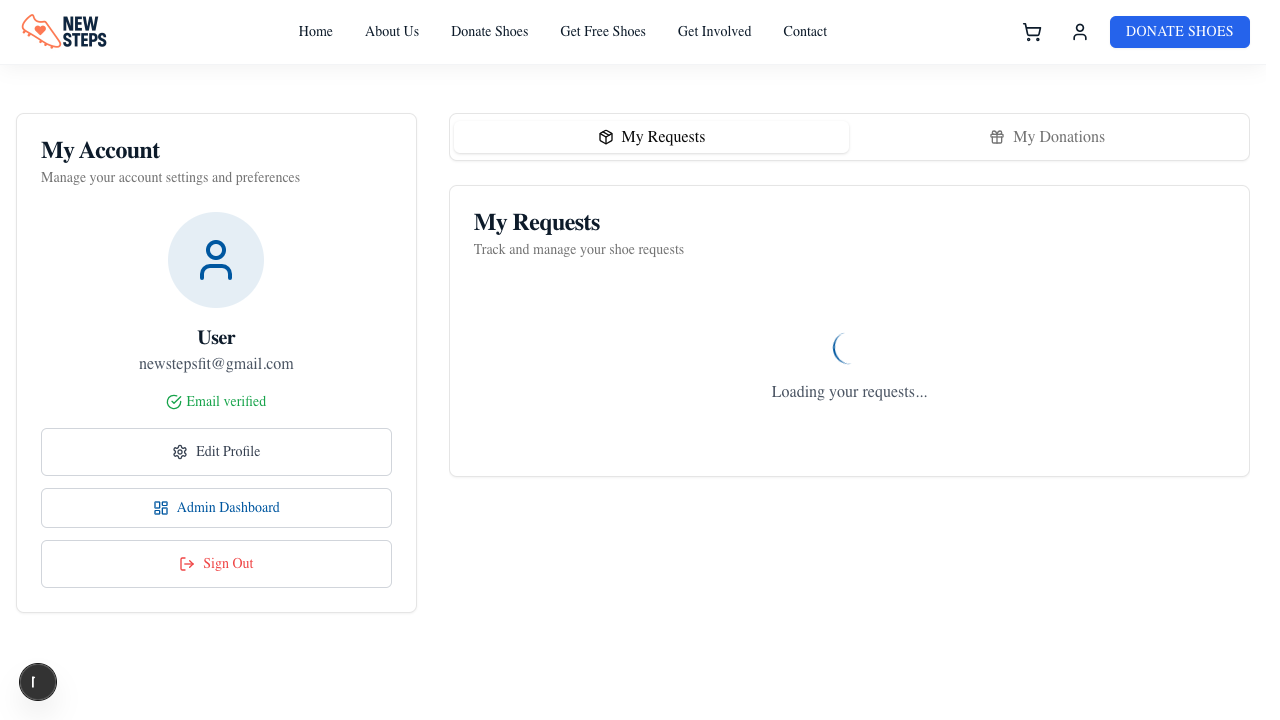 NEW
STEPS
Home
About Us
Donate Shoes
Get Free Shoes
Get Involved
Contact
DONATE SHOES
My Account
Manage your account settings and preferences
User
newstepsfit@gmail.com
Email verified
Edit Profile
Admin Dashboard
Sign Out
My Requests
My Donations
My Requests
Track and manage your shoe requests
Loading your requests...